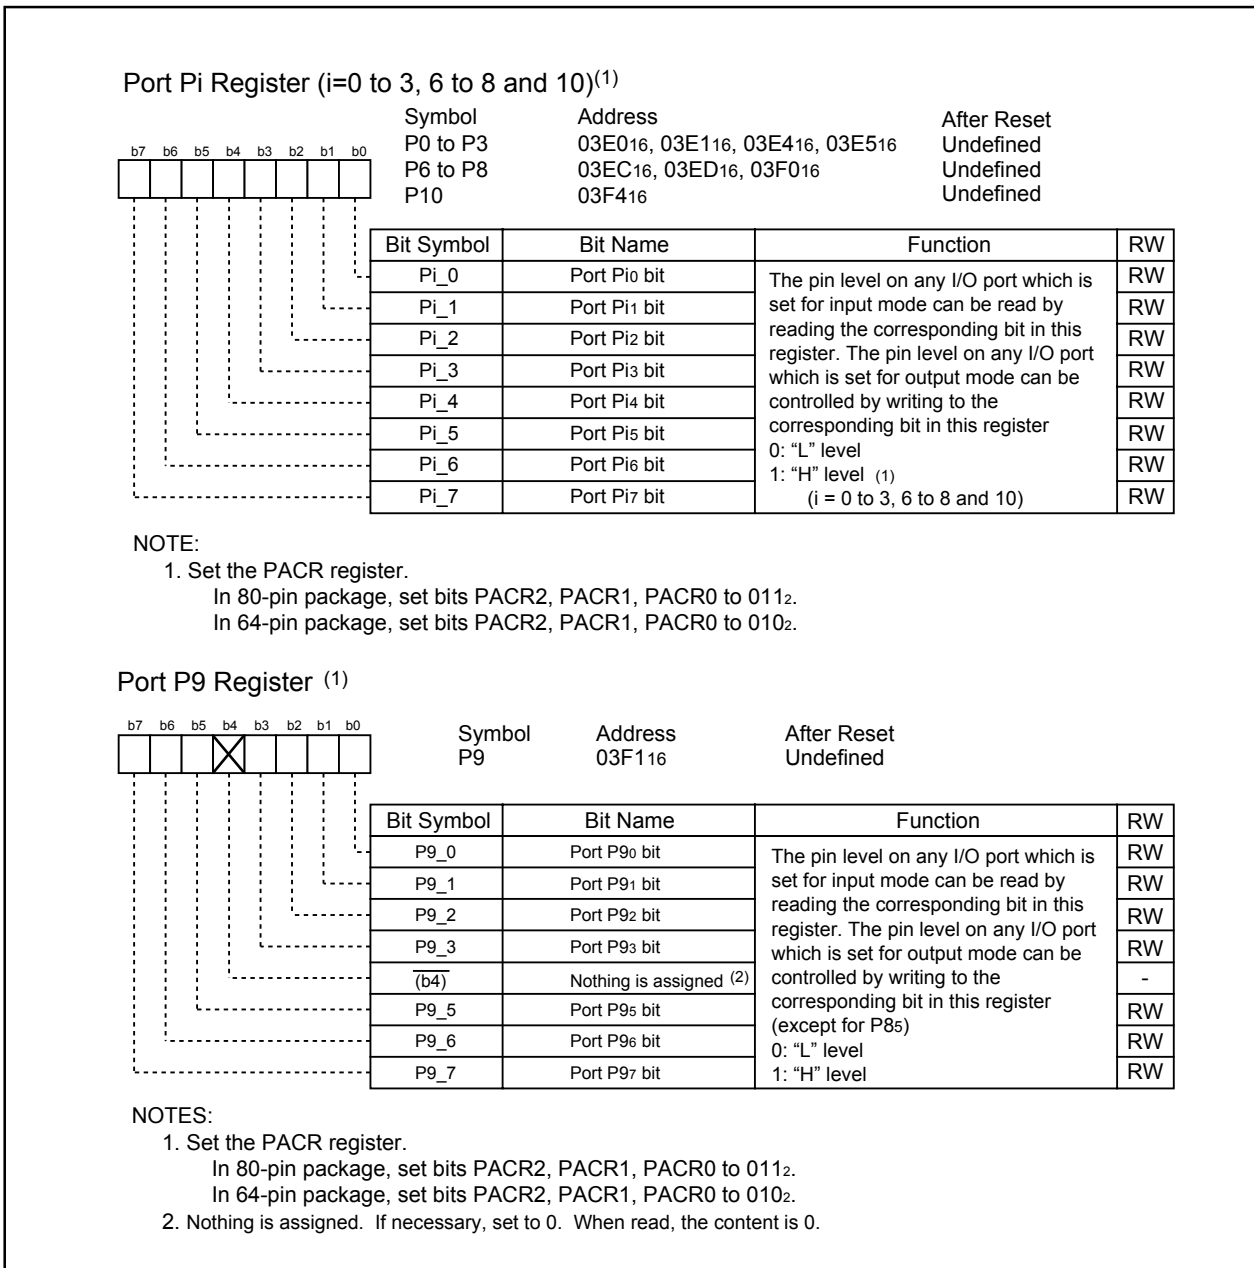 Port Pi Register (i=0 to 3, 6 to 8 and 10)(1)
Symbol Address After Reset
P0 to P3 03E016, 03E116, 03E416, 03E516 Undefined
P6 to P8 03EC16, 03ED16, 03F016 Undefined
P10 03F416 Undefined
b7 b6 b5 b4 b3 b2 b1 b0
Bit Symbol Bit Name Function RW
Pi_0 Port Pi0 bit RW
Pi_1 Port Pi1 bit RW
Pi_2 Port Pi2 bit RW
Pi_3 Port Pi3 bit RW
Pi_4 Port Pi4 bit RW
Pi_5 Port Pi5 bit RW
Pi_6 Port Pi6 bit RW
Pi_7 Port Pi7 bit RW
The pin level on any I/O port which is
set for input mode can be read by
reading the corresponding bit in this
register. The pin level on any I/O port
which is set for output mode can be
controlled by writing to the
corresponding bit in this register
0: “L” level
1: “H” level (1)
(i = 0 to 3, 6 to 8 and 10)
NOTE:
1. Set the PACR register.
In 80-pin package, set bits PACR2, PACR1, PACR0 to 0112.
In 64-pin package, set bits PACR2, PACR1, PACR0 to 0102.
Port P9 Register (1)
b7 b6 b5 b4 b3 b2 b1 b0
Symbol Address After Reset
P9 03F116 Undefined
Bit Symbol Bit Name Function RW
P9_0 Port P90 bit RW
P9_1 Port P91 bit RW
P9_2 Port P92 bit RW
P9_3 Port P93 bit RW
(b4) Nothing is assigned (2) -
P9_5 Port P95 bit RW
P9_6 Port P96 bit RW
P9_7 Port P97 bit RW
The pin level on any I/O port which is
set for input mode can be read by
reading the corresponding bit in this
register. The pin level on any I/O port
which is set for output mode can be
controlled by writing to the
corresponding bit in this register
(except for P85)
0: “L” level
1: “H” level
NOTES:
1. Set the PACR register.
In 80-pin package, set bits PACR2, PACR1, PACR0 to 0112.
In 64-pin package, set bits PACR2, PACR1, PACR0 to 0102.
2. Nothing is assigned. If necessary, set to 0. When read, the content is 0.